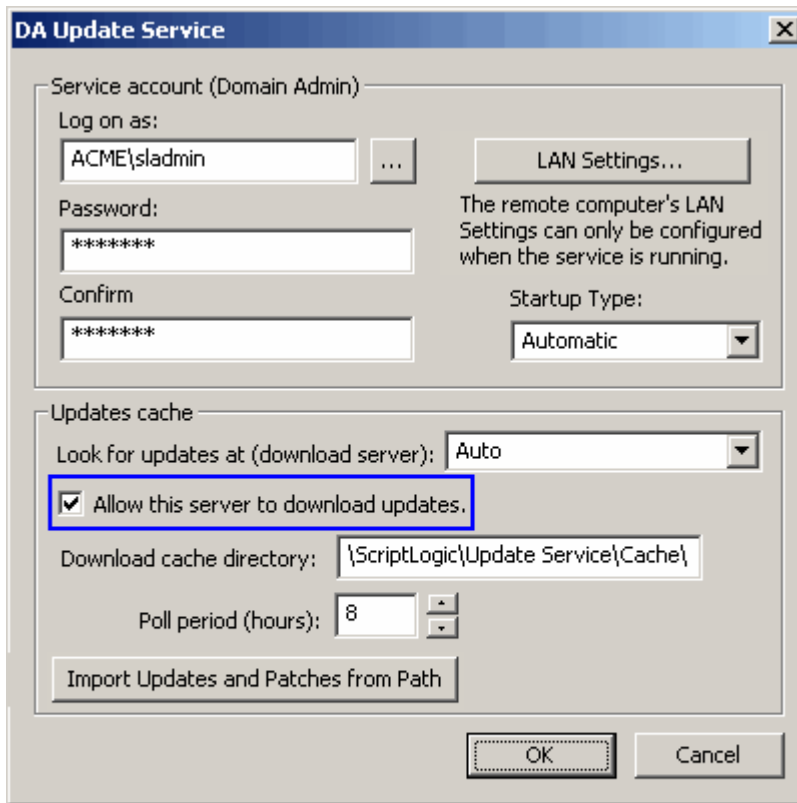 DA Update Service
Service account (Domain Admin)
Log on as:
ACME\sladmin
...
LAN Settings...
Password:
*******
The remote computer's LAN
Settings can only be configured
when the service is running.
Confirm
*******
Startup Type:
Automatic
Updates cache
Look for updates at (download server):
Auto
Allow this server to download updates.
Download cache directory:
\ScriptLogic\Update Service\Cache\
Poll period (hours):
8
Import Updates and Patches from Path
OK
Cancel